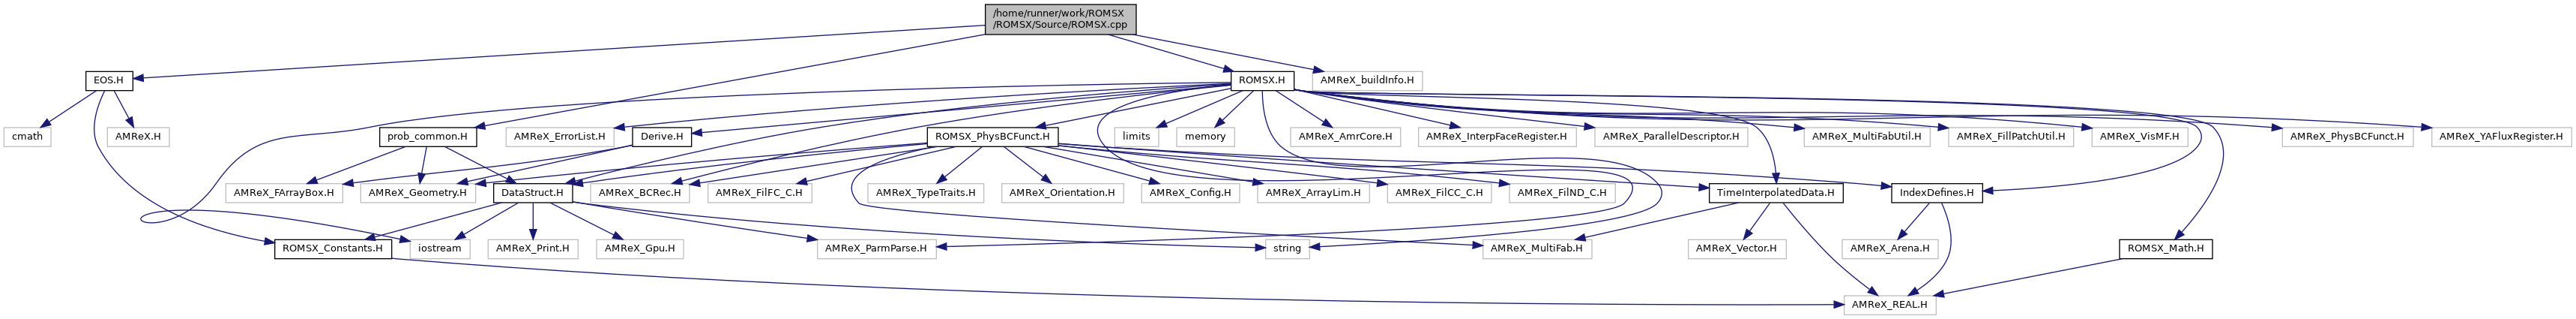 /home/runner/work/ROMSX
/ROMSX/Source/ROMSX.cpp
EOS.H
ROMSX.H
AMReX_buildInfo.H
cmath
AMReX.H
prob_common.H
AMReX_ErrorList.H
Derive.H
ROMSX_PhysBCFunct.H
limits
memory
AMReX_AmrCore.H
AMReX_InterpFaceRegister.H
AMReX_ParallelDescriptor.H
AMReX_MultiFabUtil.H
AMReX_FillPatchUtil.H
AMReX_VisMF.H
AMReX_PhysBCFunct.H
AMReX_YAFluxRegister.H
AMReX_FArrayBox.H
AMReX_Geometry.H
DataStruct.H
AMReX_BCRec.H
AMReX_FilFC_C.H
AMReX_TypeTraits.H
AMReX_Orientation.H
AMReX_Config.H
AMReX_ArrayLim.H
AMReX_FilCC_C.H
AMReX_FilND_C.H
TimeInterpolatedData.H
IndexDefines.H
ROMSX_Constants.H
iostream
AMReX_Print.H
AMReX_Gpu.H
AMReX_ParmParse.H
string
AMReX_MultiFab.H
AMReX_Vector.H
AMReX_Arena.H
ROMSX_Math.H
AMReX_REAL.H